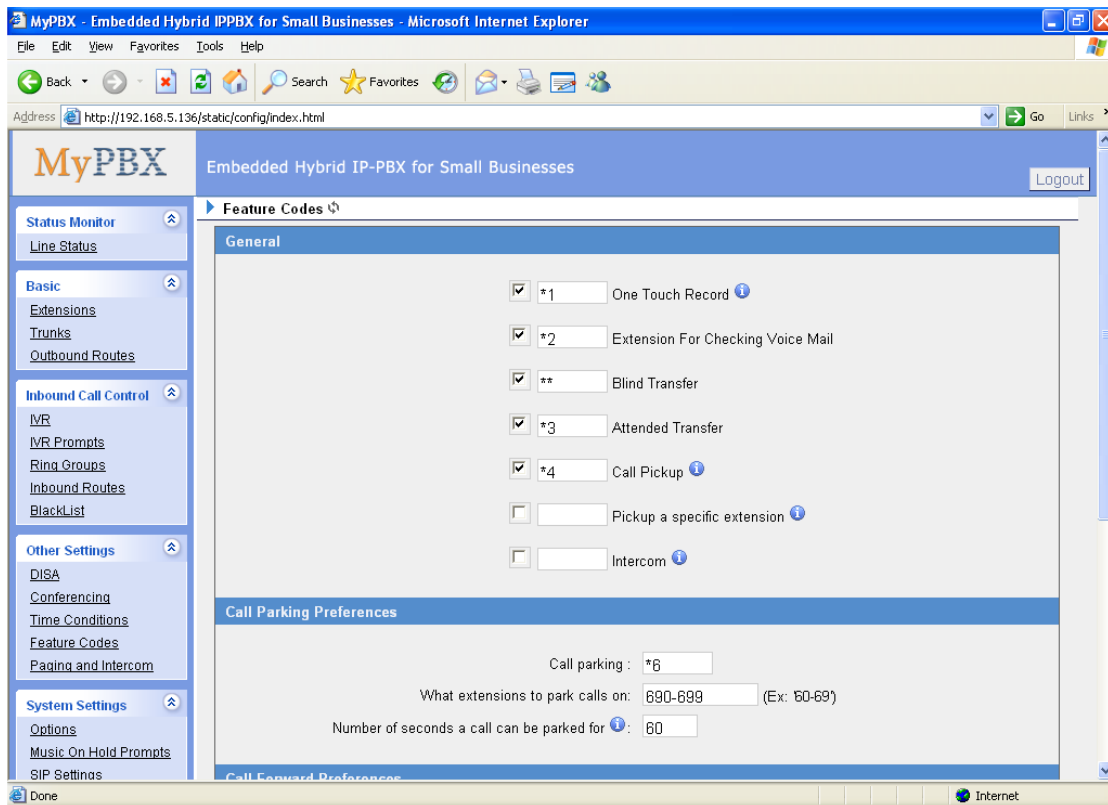 MyPBX - Embedded Hybrid IPPBX for Small Businesses - Microsoft Internet Explorer
File Edit View Favorites Tools Help
Back Search Favorites
Address http://192.168.5.136/static/config/index.html Go Links
MyPBX
Embedded Hybrid IP-PBX for Small Businesses
Logout
Status Monitor
Line Status
Basic
Extensions
Trunks
Outbound Routes
Inbound Call Control
IVR
IVR Prompts
Ring Groups
Inbound Routes
BlackList
Other Settings
DISA
Conferencing
Time Conditions
Feature Codes
Paging and Intercom
System Settings
Options
Music On Hold Prompts
SIP Settings
Feature Codes
General
*1 One Touch Record
*2 Extension For Checking Voice Mail
** Blind Transfer
*3 Attended Transfer
*4 Call Pickup
Pickup a specific extension
Intercom
Call Parking Preferences
Call parking : *6
What extensions to park calls on: 690-699 (Ex: '60-69')
Number of seconds a call can be parked for : 60
Call Forward Preferences
Done Internet